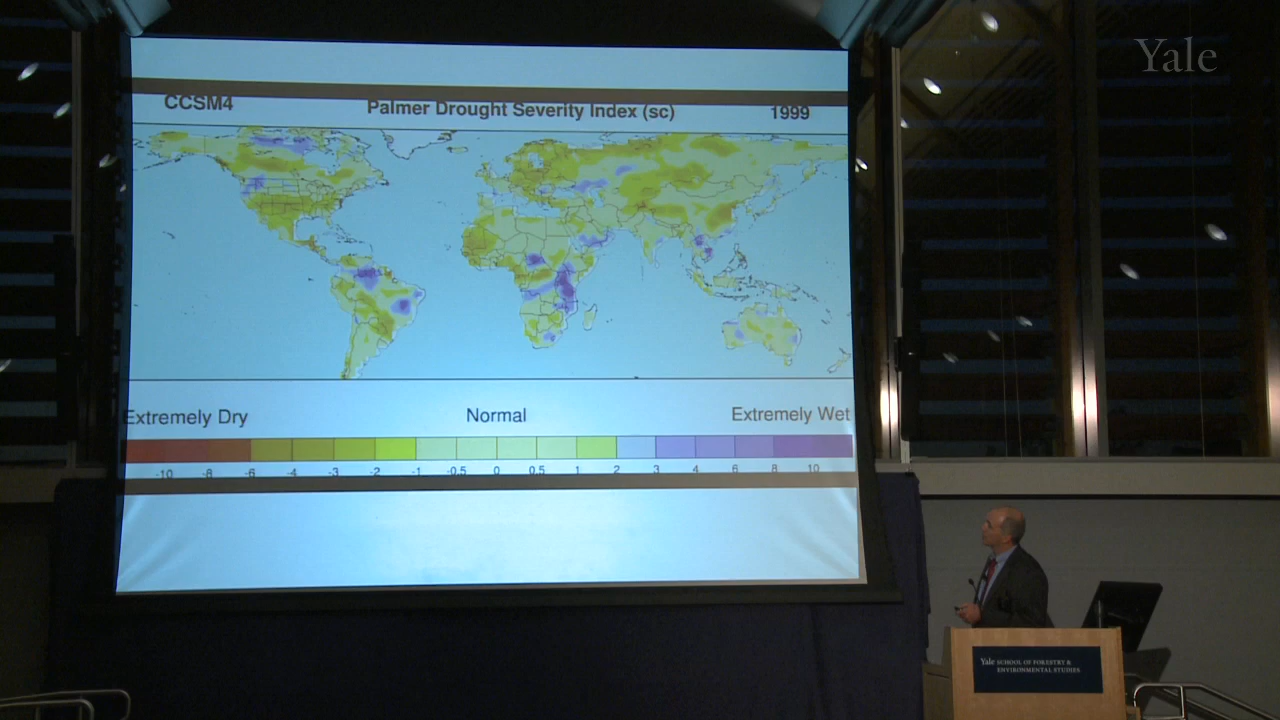 Yale
CCSM4 Palmer Drought Severity Index (sc) 1999
Extremely Dry Normal Extremely Wet
-10 -8 -6 -4 -3 -2 -1 -0.5 0 0.5 1 2 3 4 6 8 10
Yale SCHOOL OF FORESTRY &
ENVIRONMENTAL STUDIES